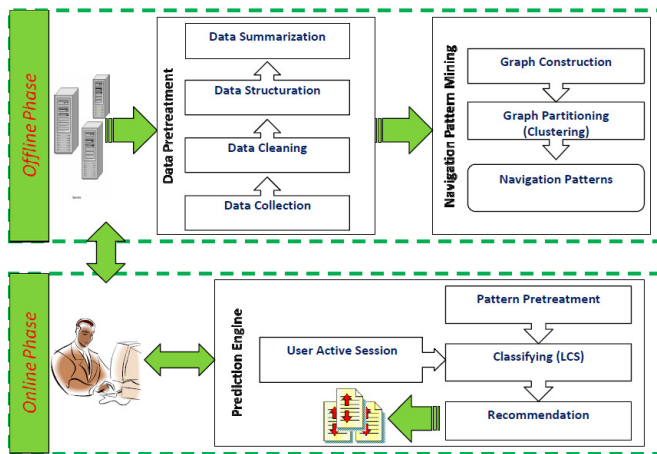 Offline Phase
Data Pretreatment
Data Summarization
Data Structuration
Data Cleaning
Data Collection
Navigation Pattern Mining
Graph Construction
Graph Partitioning
(Clustering)
Navigation Patterns
Online Phase
Prediction Engine
User Active Session
Pattern Pretreatment
Classifying (LCS)
Recommendation